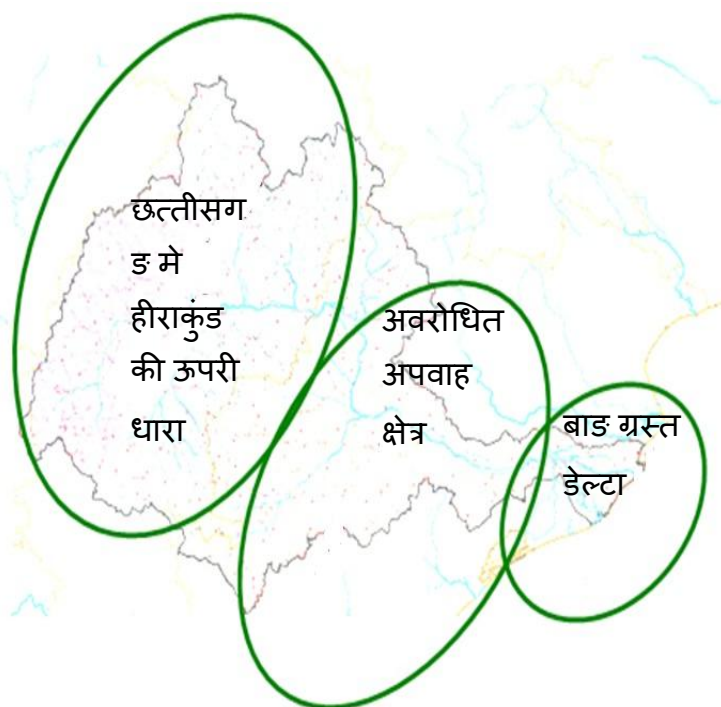 छत्तीसग
ङ मे
हीराकुंड
की ऊपरी
धारा
अवरोधित
अपवाह
क्षेत्र
बाङ ग्रस्त
डेल्टा